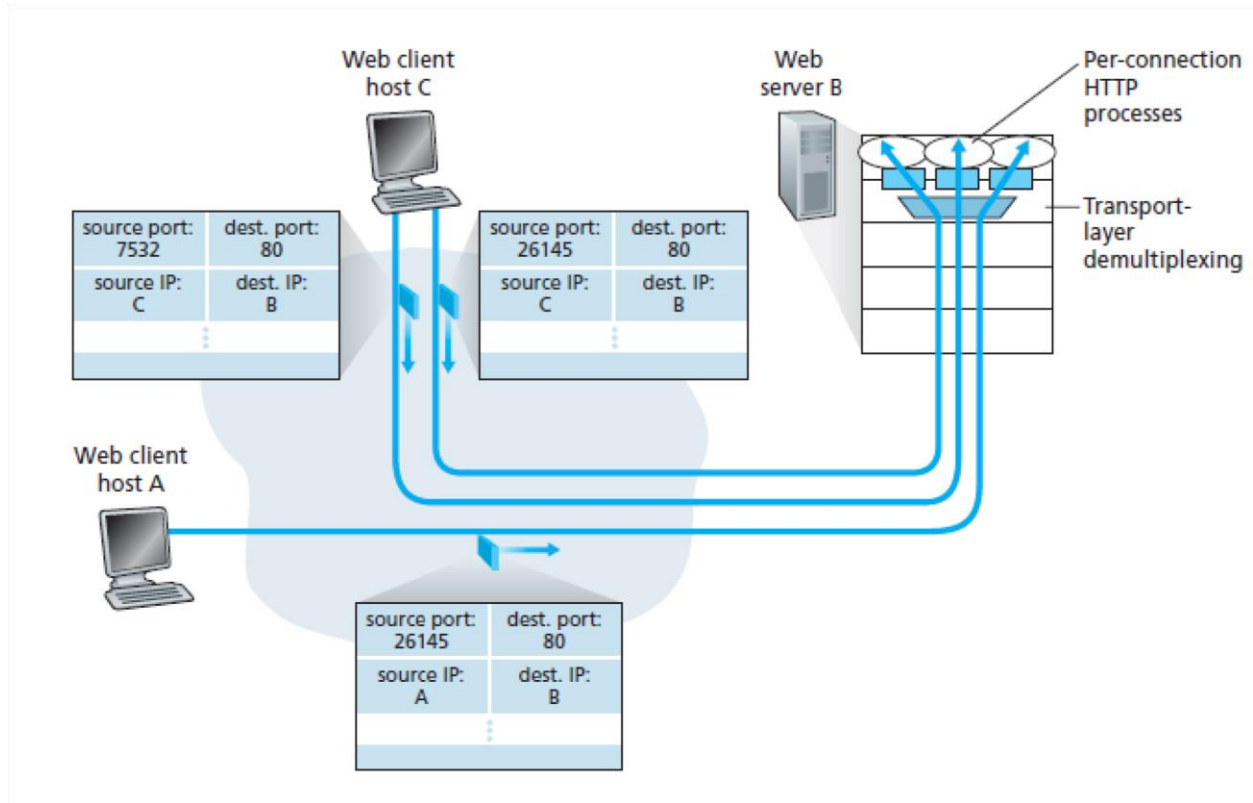 Web client
host C
Web
server B
Per-connection
HTTP
processes
Transport-
layer
demultiplexing
source port:
7532
dest. port:
80
source IP:
C
dest. IP:
B
source port:
26145
dest. port:
80
source IP:
C
dest. IP:
B
Web client
host A
source port:
26145
dest. port:
80
source IP:
A
dest. IP:
B